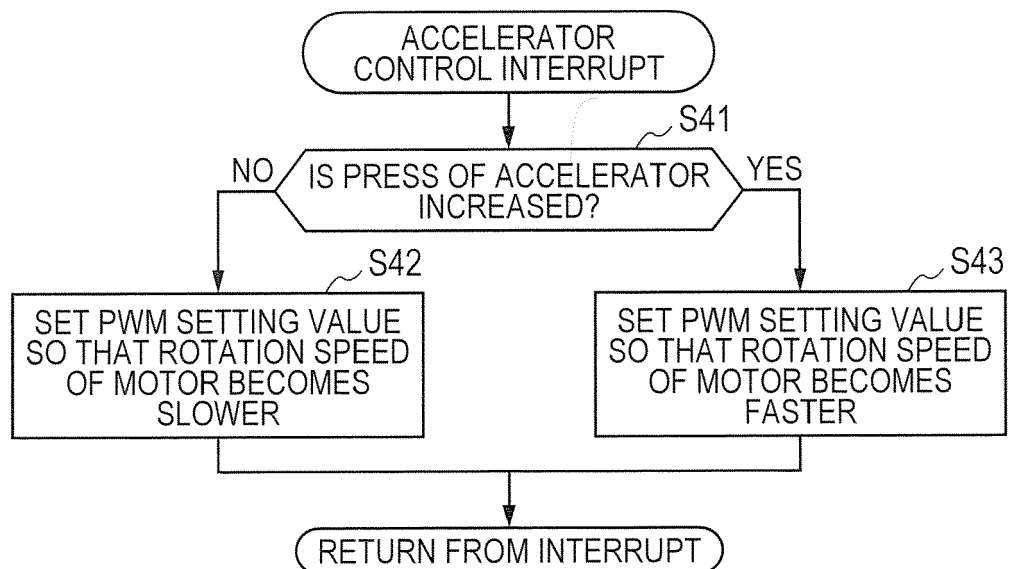 ACCELERATOR
CONTROL INTERRUPT
S41
NO
IS PRESS OF ACCELERATOR
INCREASED?
YES
S42
SET PWM SETTING VALUE
SO THAT ROTATION SPEED
OF MOTOR BECOMES
SLOWER
S43
SET PWM SETTING VALUE
SO THAT ROTATION SPEED
OF MOTOR BECOMES
FASTER
RETURN FROM INTERRUPT